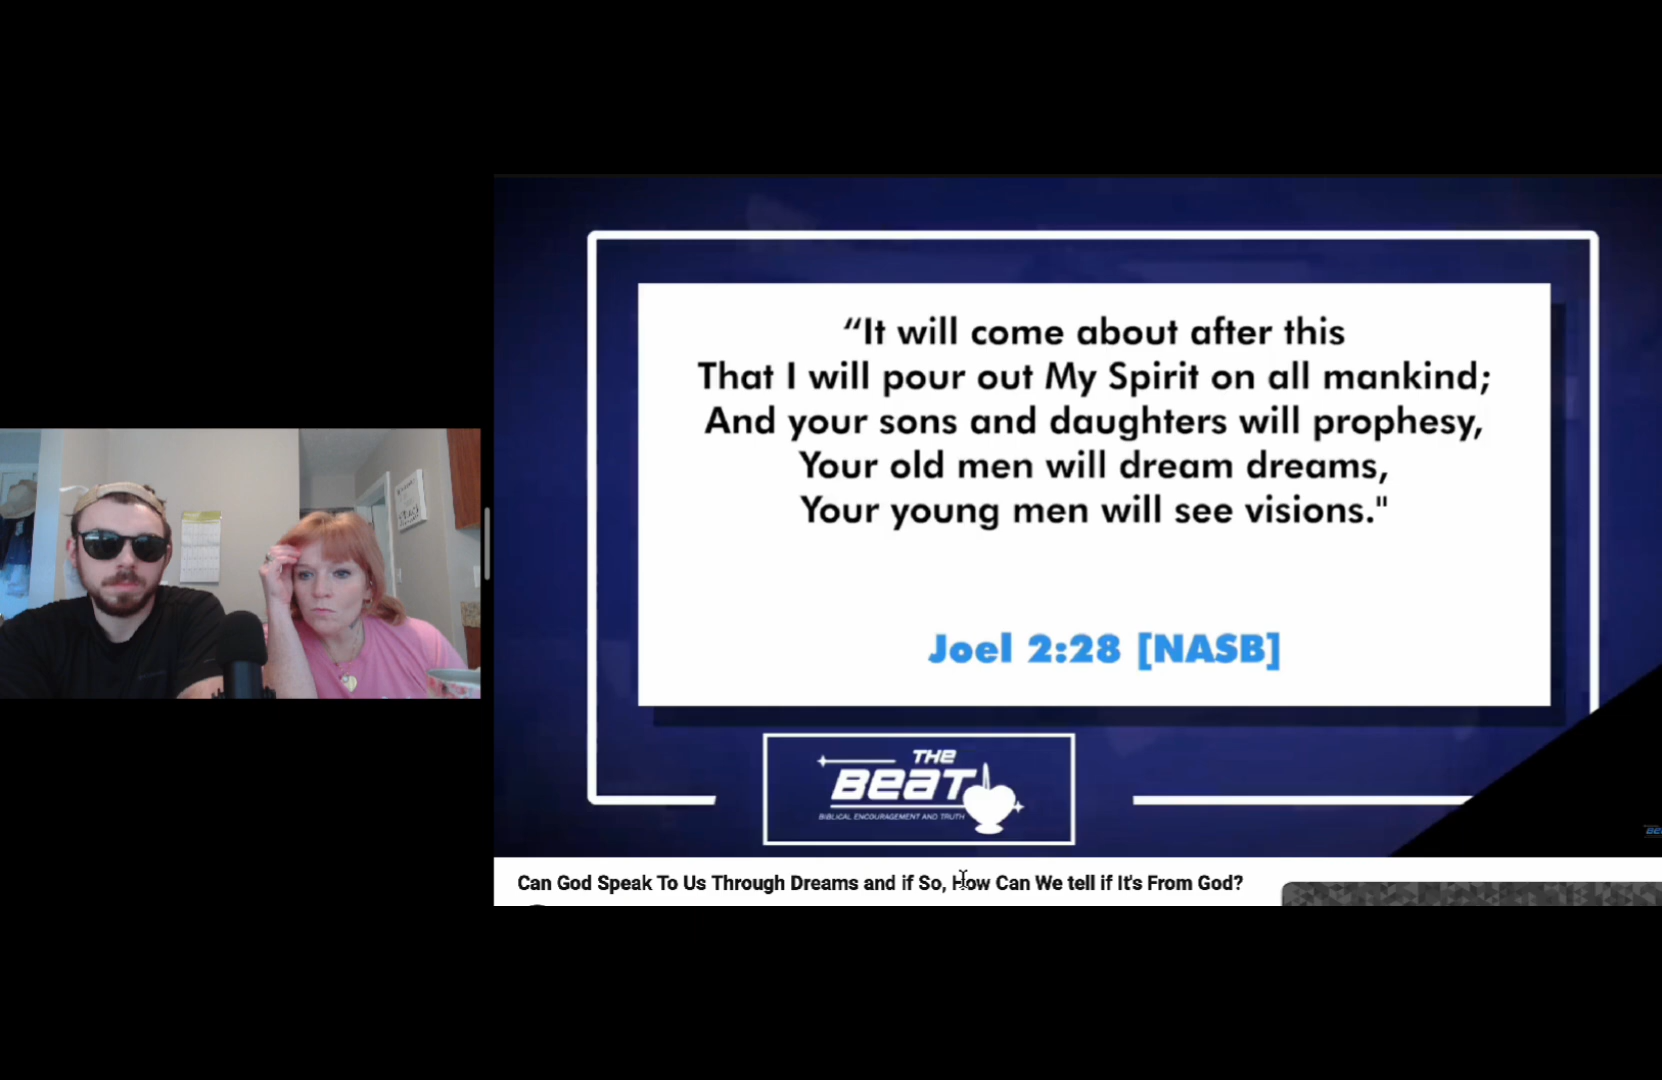 “It will come about after this
That I will pour out My Spirit on all mankind;
And your sons and daughters will prophesy,
Your old men will dream dreams,
Your young men will see visions."
Joel 2:28 [NASB]
THE
BEAT
BIBLICAL ENCOURAGEMENT AND TRUTH
Can God Speak To Us Through Dreams and if So, How Can We tell if It's From God?